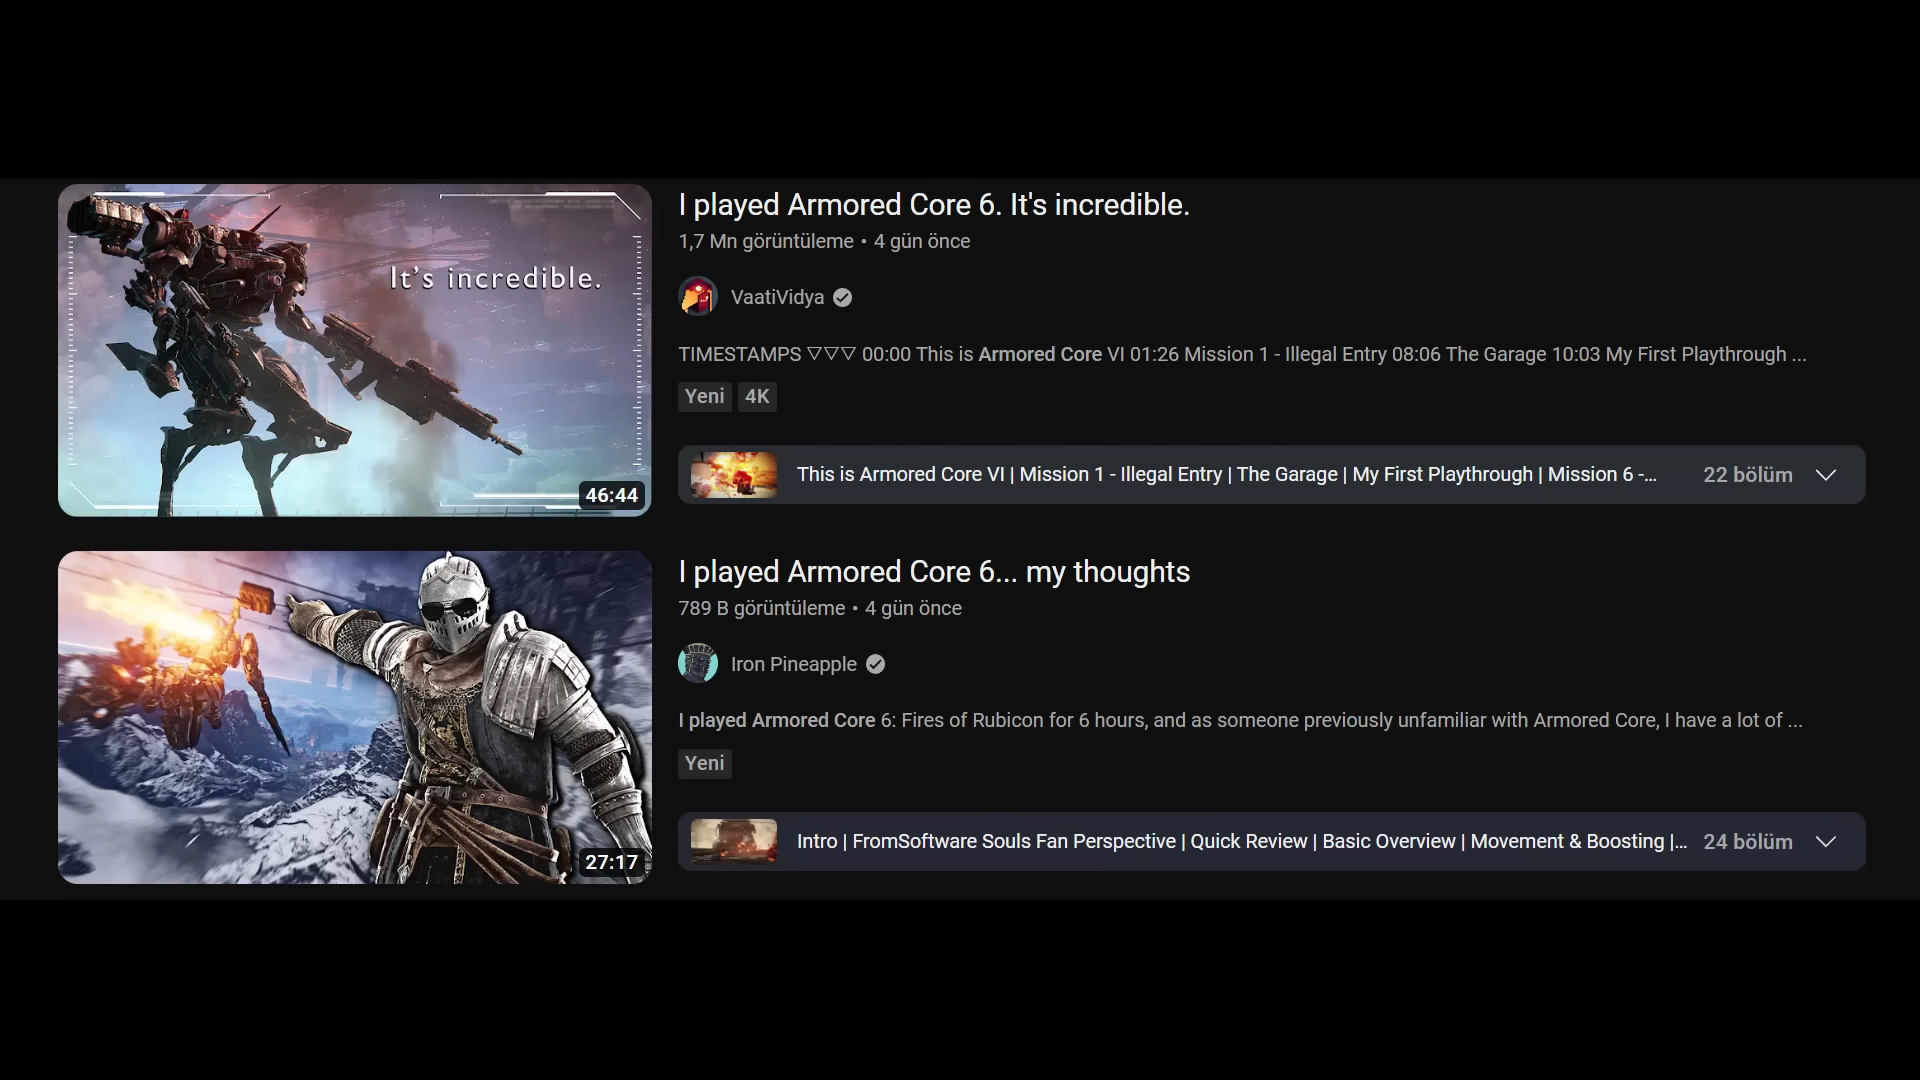 It's incredible.
46:44
I played Armored Core 6. It's incredible.
1,7 Mn görüntüleme • 4 gün önce
VaatiVidya
TIMESTAMPS ▽▽▽ 00:00 This is Armored Core VI 01:26 Mission 1 - Illegal Entry 08:06 The Garage 10:03 My First Playthrough ...
Yeni 4K
This is Armored Core VI | Mission 1 - Illegal Entry | The Garage | My First Playthrough | Mission 6 -... 22 bölüm
27:17
I played Armored Core 6... my thoughts
789 B görüntüleme • 4 gün önce
Iron Pineapple
I played Armored Core 6: Fires of Rubicon for 6 hours, and as someone previously unfamiliar with Armored Core, I have a lot of ...
Yeni
Intro | FromSoftware Souls Fan Perspective | Quick Review | Basic Overview | Movement & Boosting |... 24 bölüm